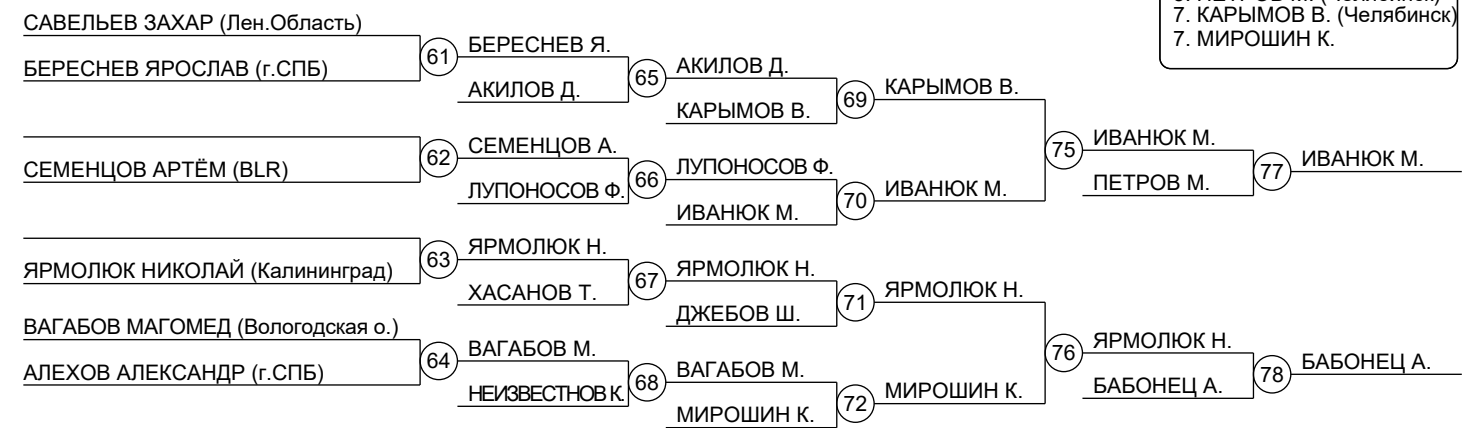 7. КАРЫМОВ В. (Челябинск)
7. МИРОШИН К.
САВЕЛЬЕВ ЗАХАР (Лен.Область)
БЕРЕСНЕВ ЯРОСЛАВ (г.СПБ)
61
БЕРЕСНЕВ Я.
АКИЛОВ Д.
65
АКИЛОВ Д.
КАРЫМОВ В.
69
КАРЫМОВ В.
СЕМЕНЦОВ АРТЁМ (BLR)
62
СЕМЕНЦОВ А.
ЛУПОНОСОВ Ф.
66
ЛУПОНОСОВ Ф.
ИВАНЮК М.
70
ИВАНЮК М.
75
ИВАНЮК М.
ПЕТРОВ М.
77
ИВАНЮК М.
ЯРМОЛЮК НИКОЛАЙ (Калининград)
63
ЯРМОЛЮК Н.
ХАСАНОВ Т.
67
ЯРМОЛЮК Н.
ДЖЕБОВ Ш.
71
ЯРМОЛЮК Н.
ВАГАБОВ МАГОМЕД (Вологодская о.)
АЛЕХОВ АЛЕКСАНДР (г.СПБ)
64
ВАГАБОВ М.
НЕИЗВЕСТНОВ К.
68
ВАГАБОВ М.
МИРОШИН К.
72
МИРОШИН К.
76
ЯРМОЛЮК Н.
БАБОНЕЦ А.
78
БАБОНЕЦ А.